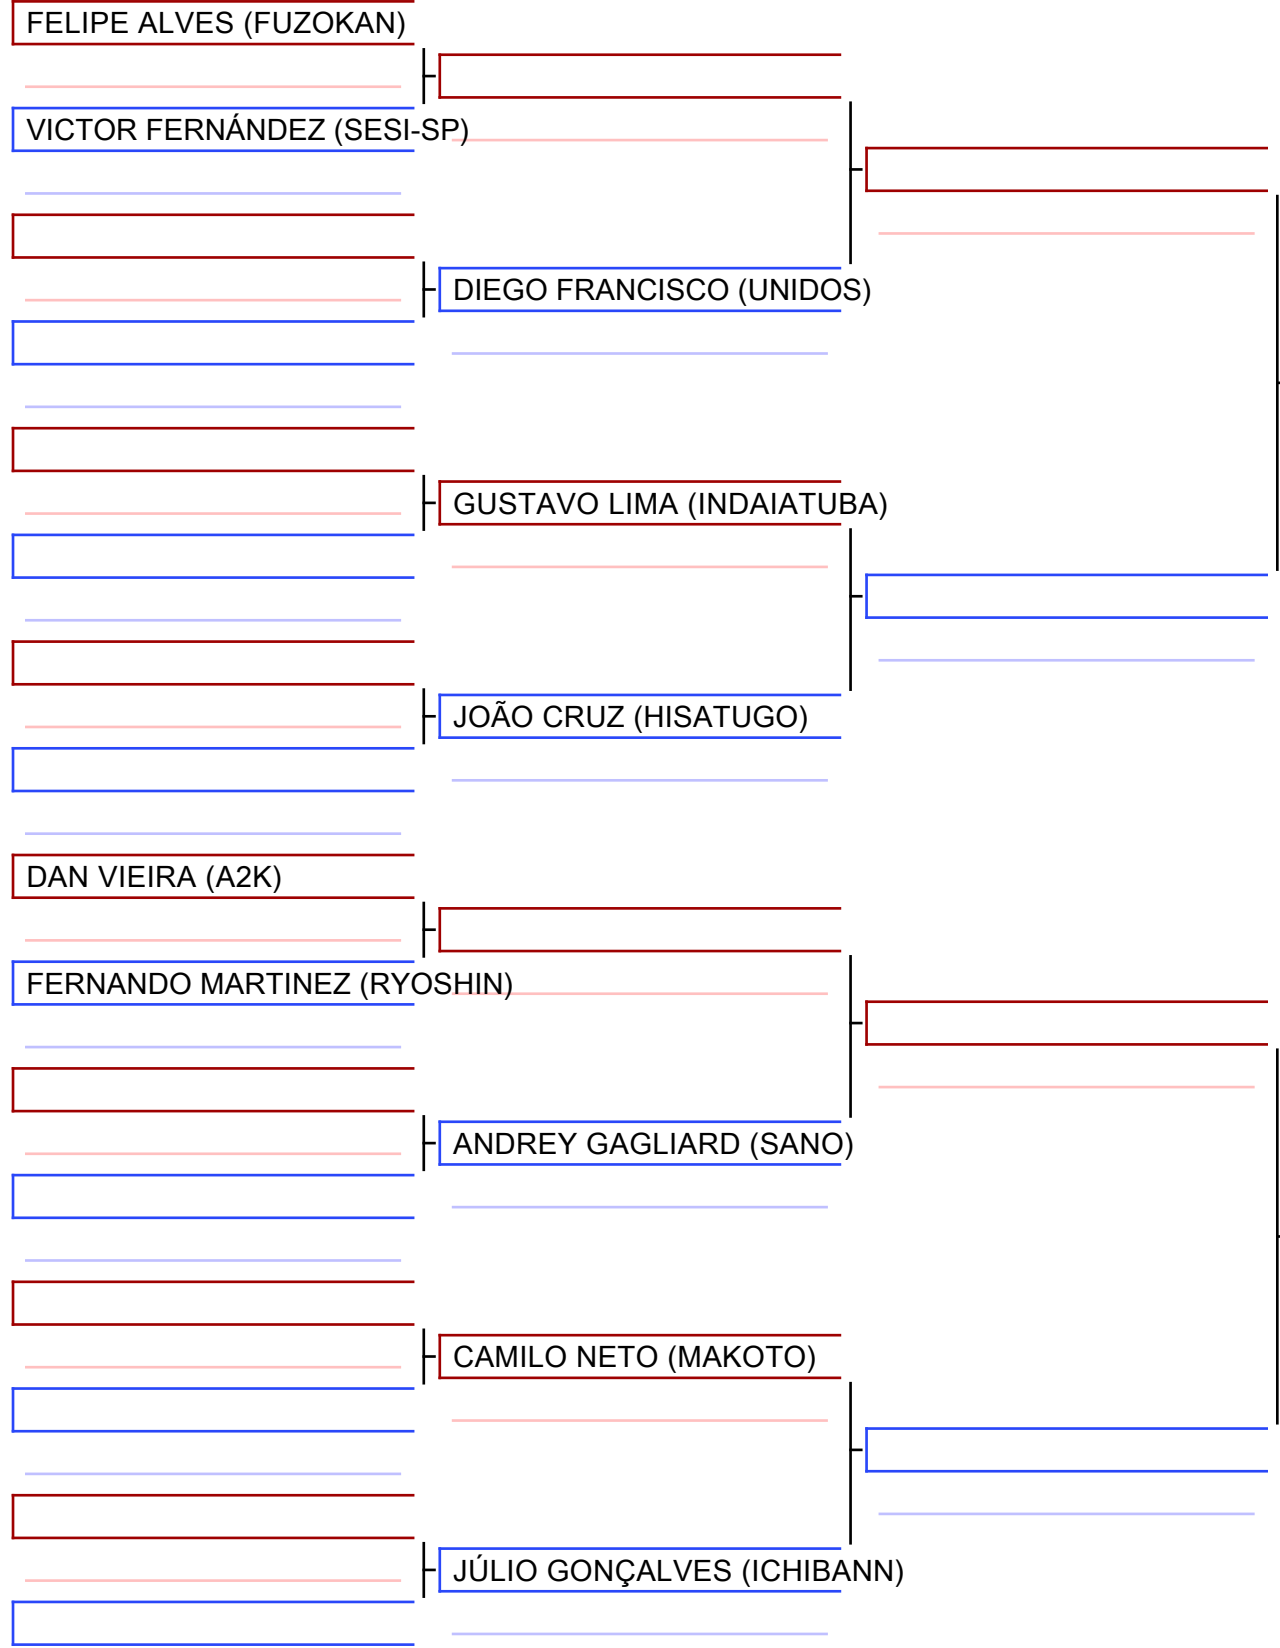 FELIPE ALVES (FUZOKAN)
VICTOR FERNÁNDEZ (SESI-SP)
DIEGO FRANCISCO (UNIDOS)
GUSTAVO LIMA (INDAIATUBA)
JOÃO CRUZ (HISATUGO)
DAN VIEIRA (A2K)
FERNANDO MARTINEZ (RYOSHIN)
ANDREY GAGLIARD (SANO)
CAMILO NETO (MAKOTO)
JÚLIO GONÇALVES (ICHIBANN)